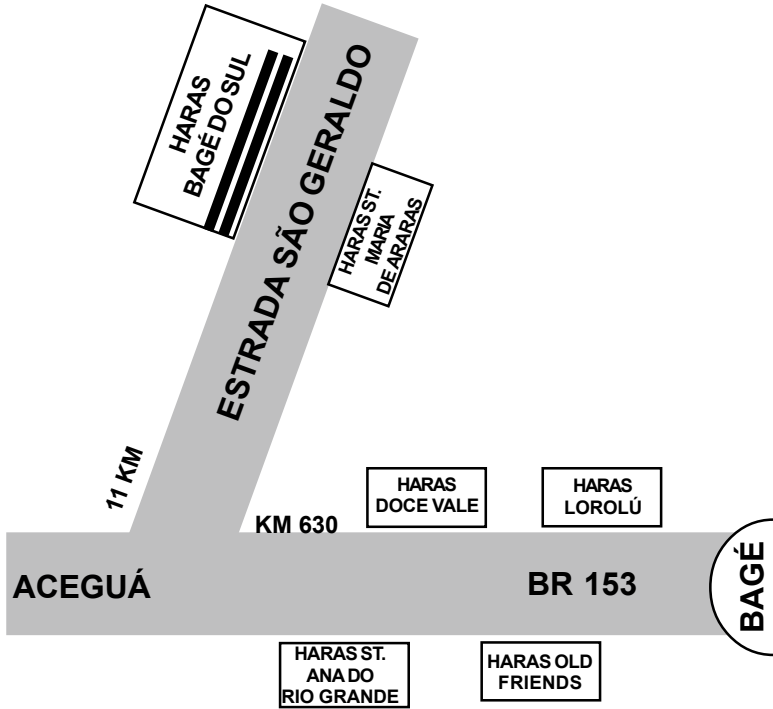 HARAS
BAGÉ DO SUL
ESTRADA SÃO GERALDO
HARAS ST.
MARIA
DE ARARAS
11 KM
KM 630
HARAS
DOCE VALE
HARAS
LOROLÚ
ACEGUÁ
BR 153
BAGÉ
HARAS ST.
ANA DO
RIO GRANDE
HARAS OLD
FRIENDS